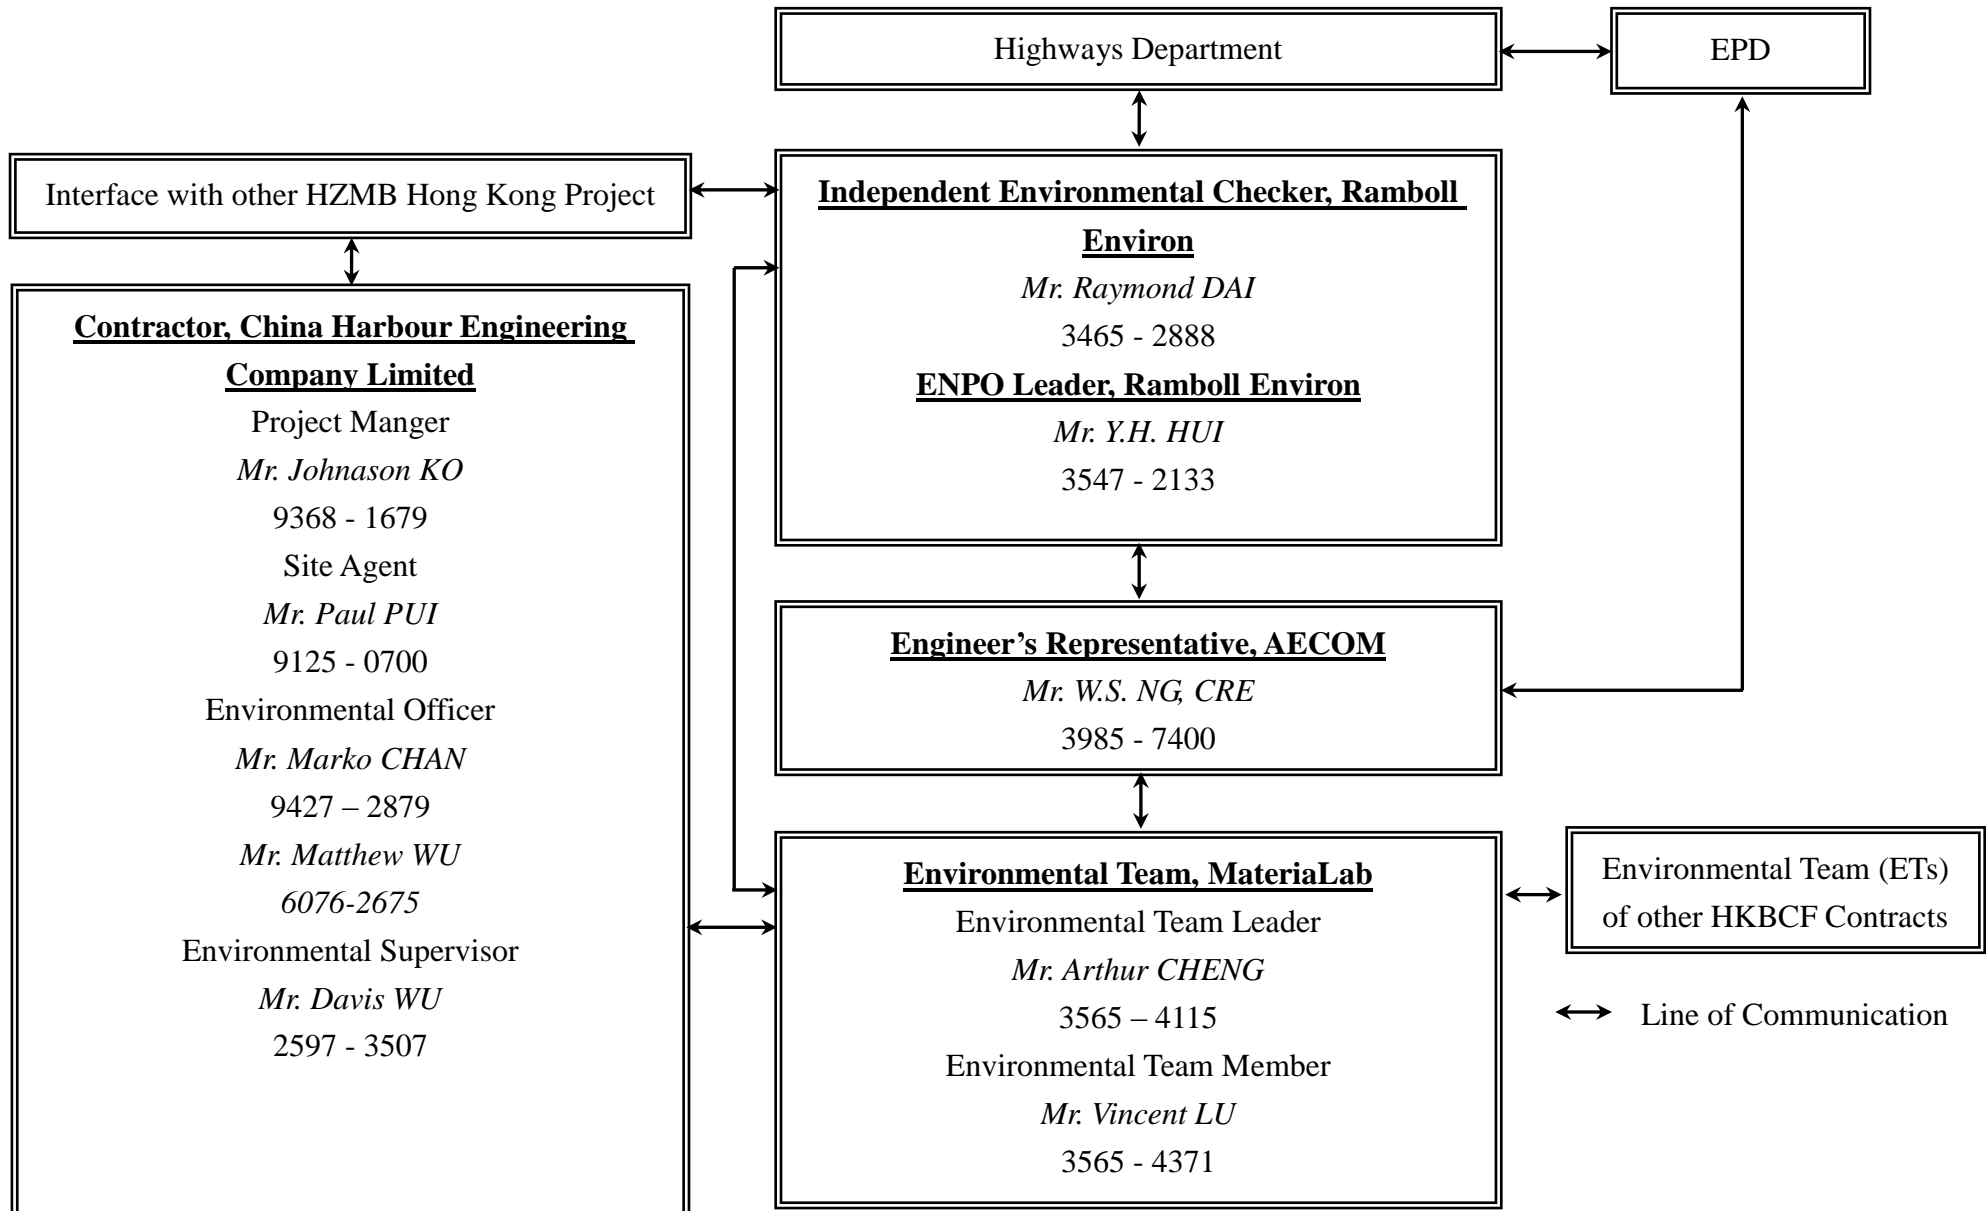 Highways Department
EPD
Interface with other HZMB Hong Kong Project
Independent Environmental Checker, Ramboll
Environ
Mr. Raymond DAI
3465 - 2888
ENPO Leader, Ramboll Environ
Mr. Y.H. HUI
3547 - 2133
Contractor, China Harbour Engineering
Company Limited
Project Manger
Mr. Johnason KO
9368 - 1679
Site Agent
Mr. Paul PUI
9125 - 0700
Environmental Officer
Mr. Marko CHAN
9427 – 2879
Mr. Matthew WU
6076-2675
Environmental Supervisor
Mr. Davis WU
2597 - 3507
Engineer’s Representative, AECOM
Mr. W.S. NG, CRE
3985 - 7400
Environmental Team, MateriaLab
Environmental Team Leader
Mr. Arthur CHENG
3565 – 4115
Environmental Team Member
Mr. Vincent LU
3565 - 4371
Environmental Team (ETs)
of other HKBCF Contracts
Line of Communication